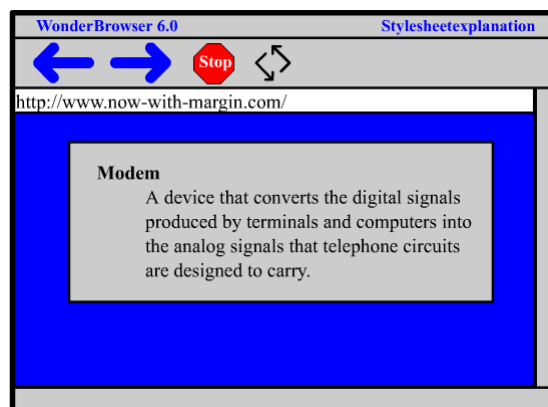 WonderBrowser 6.0 Stylesheetexplanation
Stop
http://www.now-with-margin.com/
Modem
A device that converts the digital signals
produced by terminals and computers into
the analog signals that telephone circuits
are designed to carry.